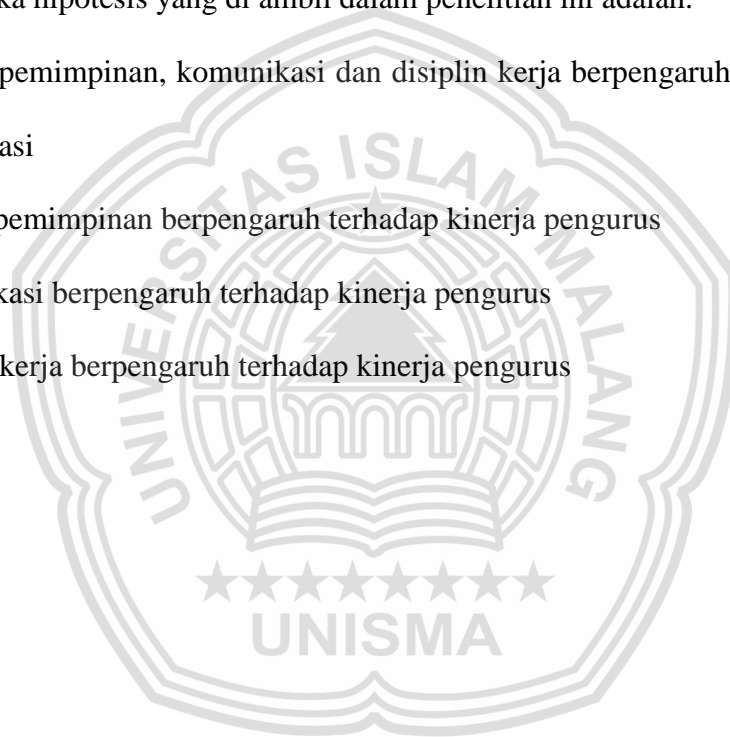 ka hipotesis yang di ambil dalam penelitian ini adalah:
pemimpinan, komunikasi dan disiplin kerja berpengaruh
asi
pemimpinan berpengaruh terhadap kinerja pengurus
kasi berpengaruh terhadap kinerja pengurus
kerja berpengaruh terhadap kinerja pengurus
UNIVERSITAS ISLAM MALANG
UNISMA